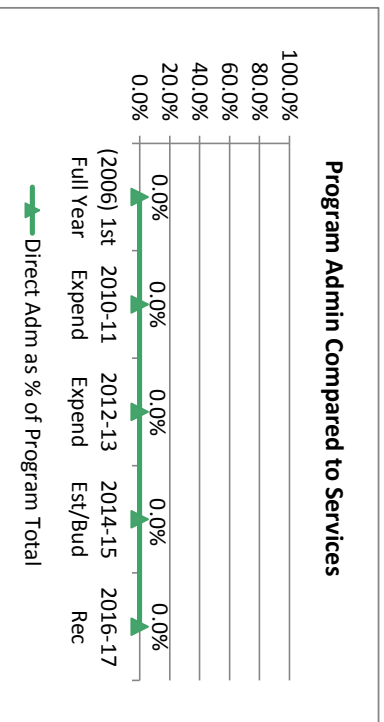 Program Admin Compared to Services
100.0%
80.0%
60.0%
40.0%
20.0%
0.0%
0.0% 0.0% 0.0% 0.0% 0.0%
(2006) 1st 2010-11 2012-13 2014-15 2016-17
Full Year Expend Expend Est/Bud Rec
Direct Adm as % of Program Total